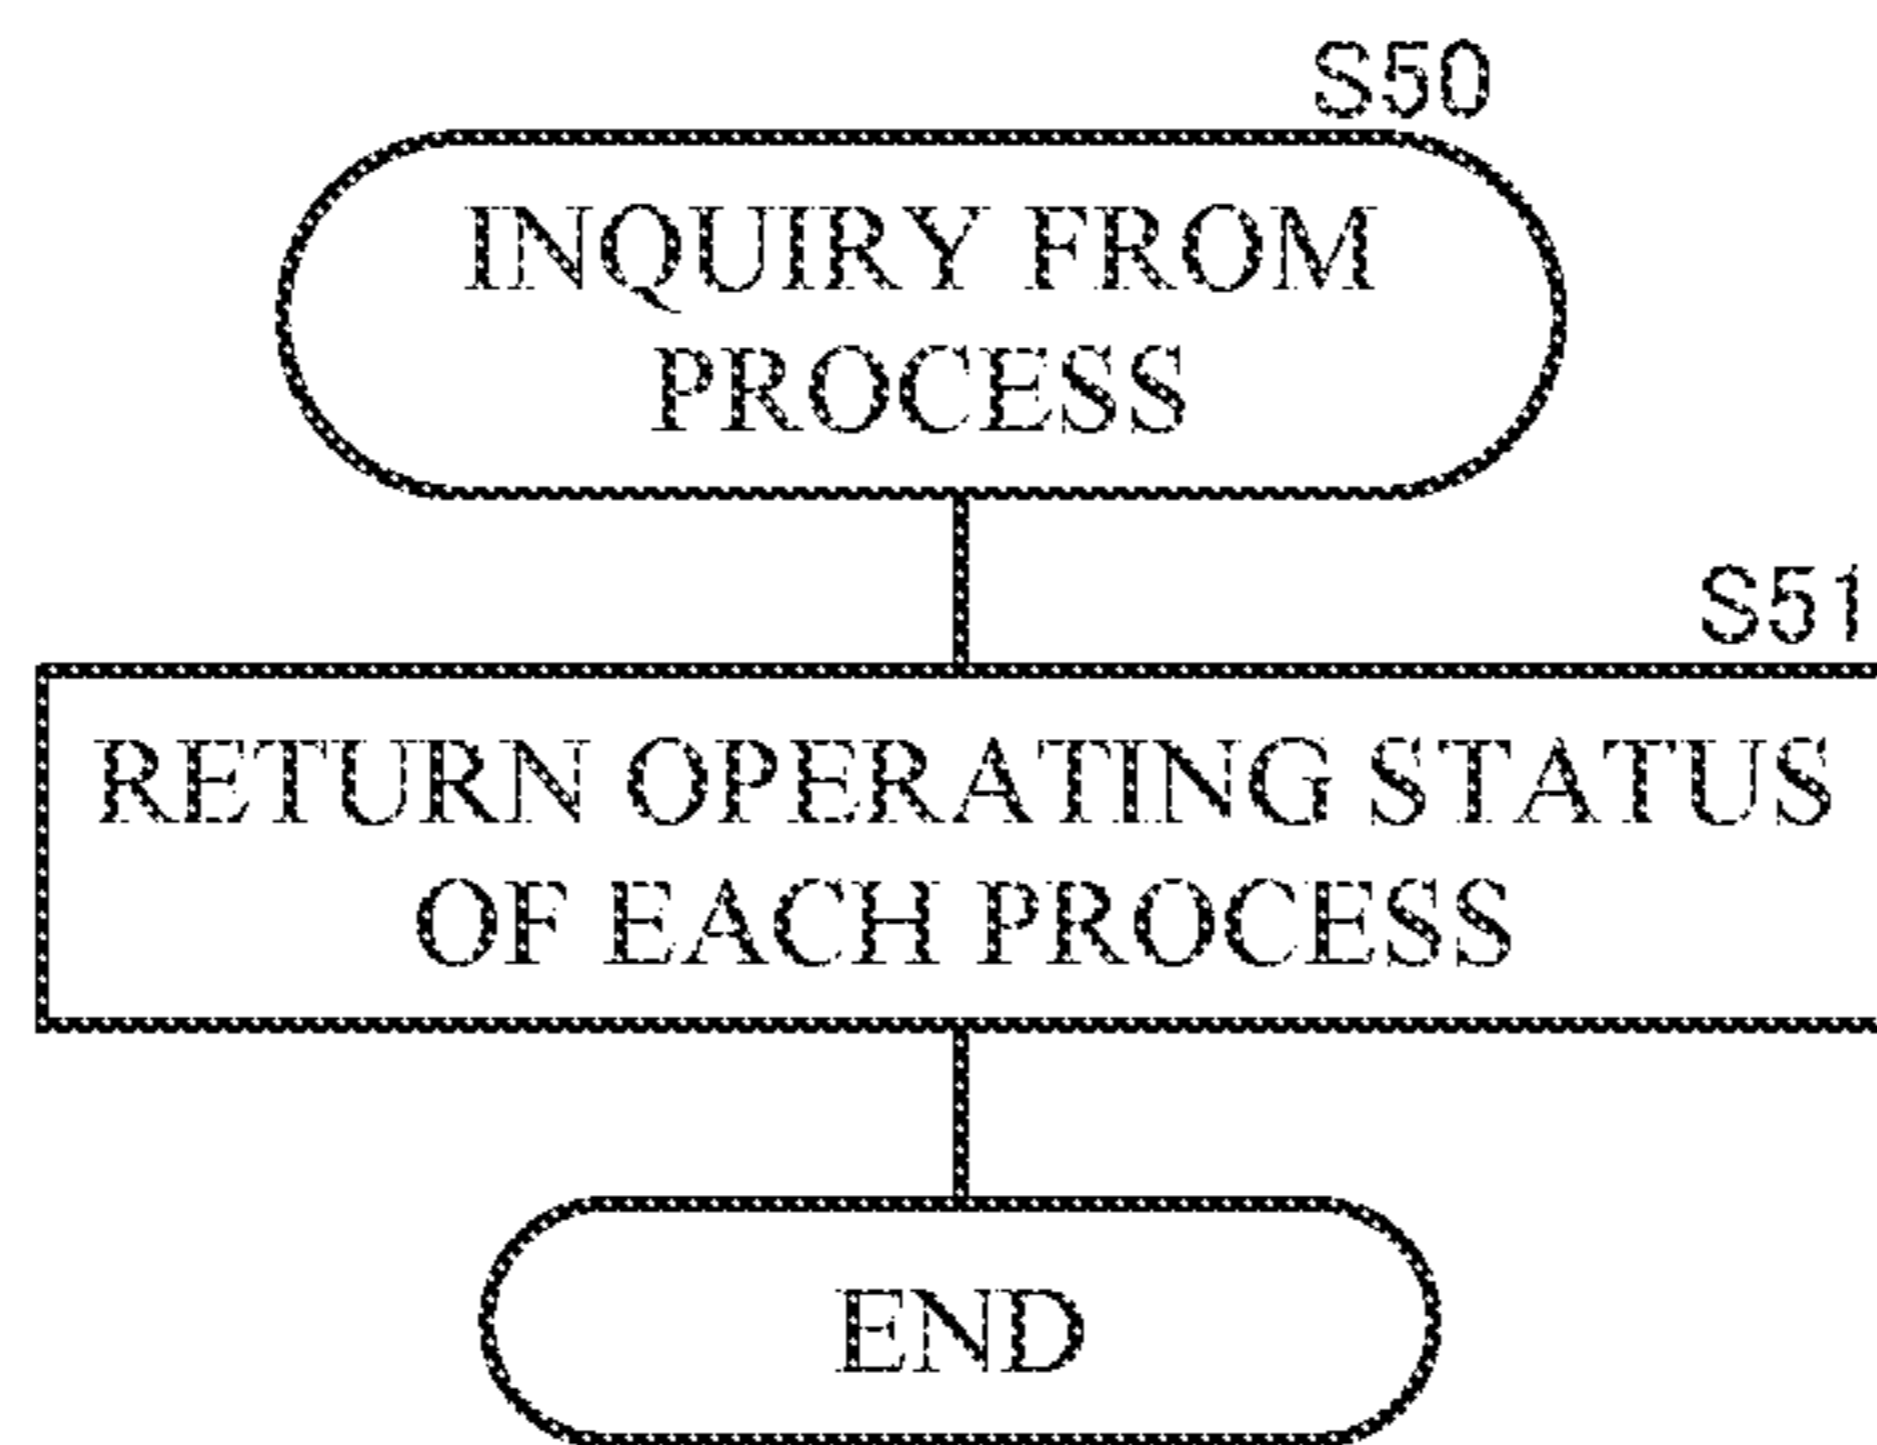 S50
INQUIRY FROM
PROCESS
S51
RETURN OPERATING STATUS
OF EACH PROCESS
END